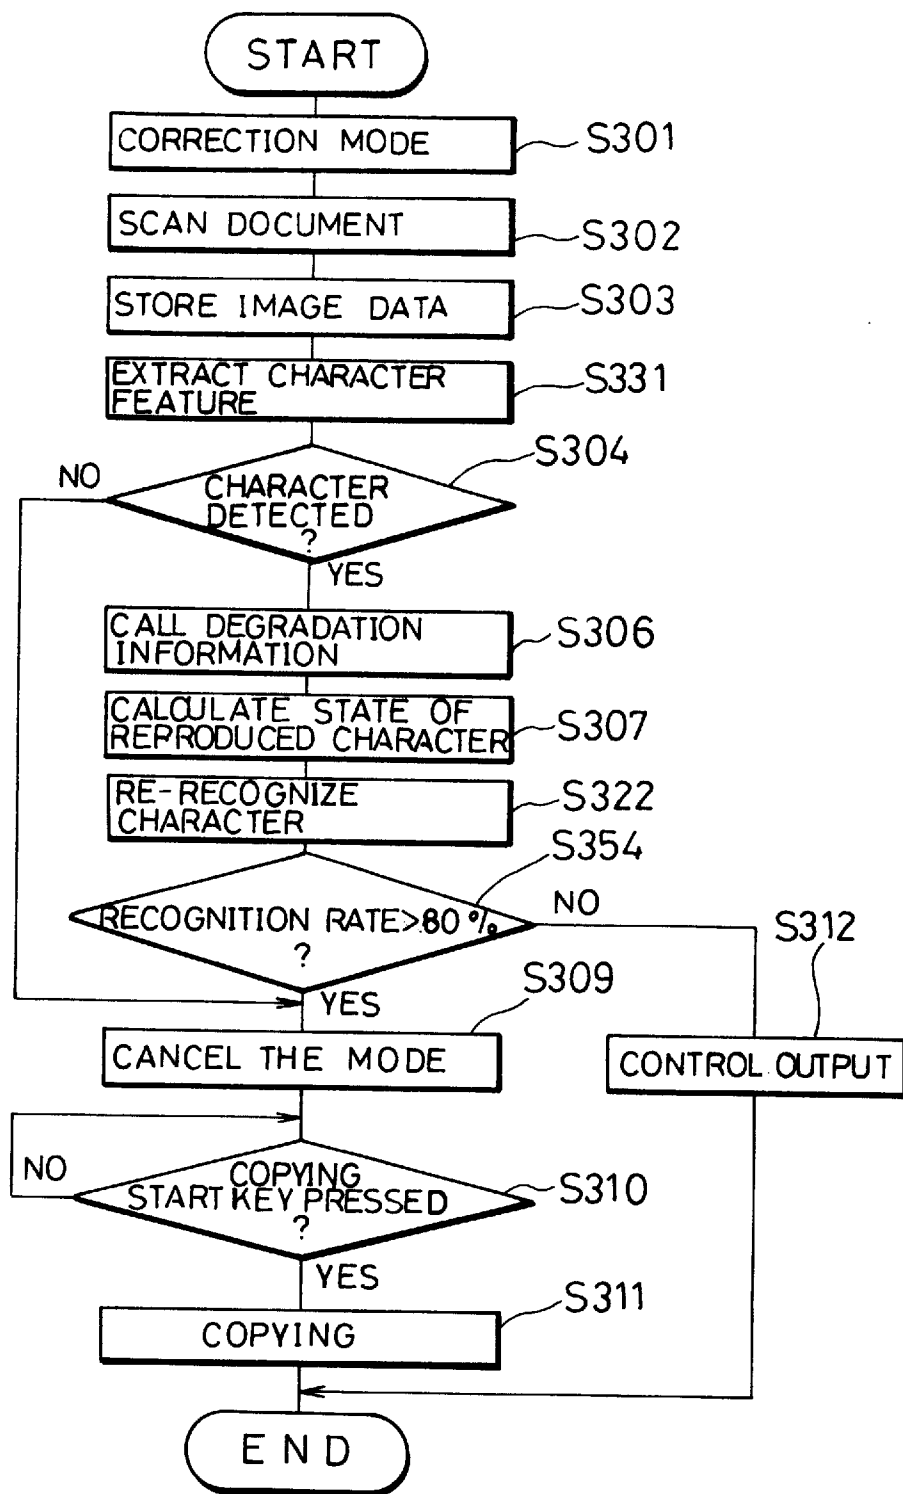 START
CORRECTION MODE
S301
SCAN DOCUMENT
S302
STORE IMAGE DATA
S303
EXTRACT CHARACTER
FEATURE
S331
S304
NO
CHARACTER
DETECTED
?
YES
CALL DEGRADATION
INFORMATION
S306
CALCULATE STATE OF
REPRODUCED CHARACTER
S307
RE-RECOGNIZE
CHARACTER
S322
S354
RECOGNITION RATE>80%
?
NO
YES
S312
S309
CANCEL THE MODE
CONTROL OUTPUT
NO
COPYING
START KEY PRESSED
?
S310
YES
S311
COPYING
END